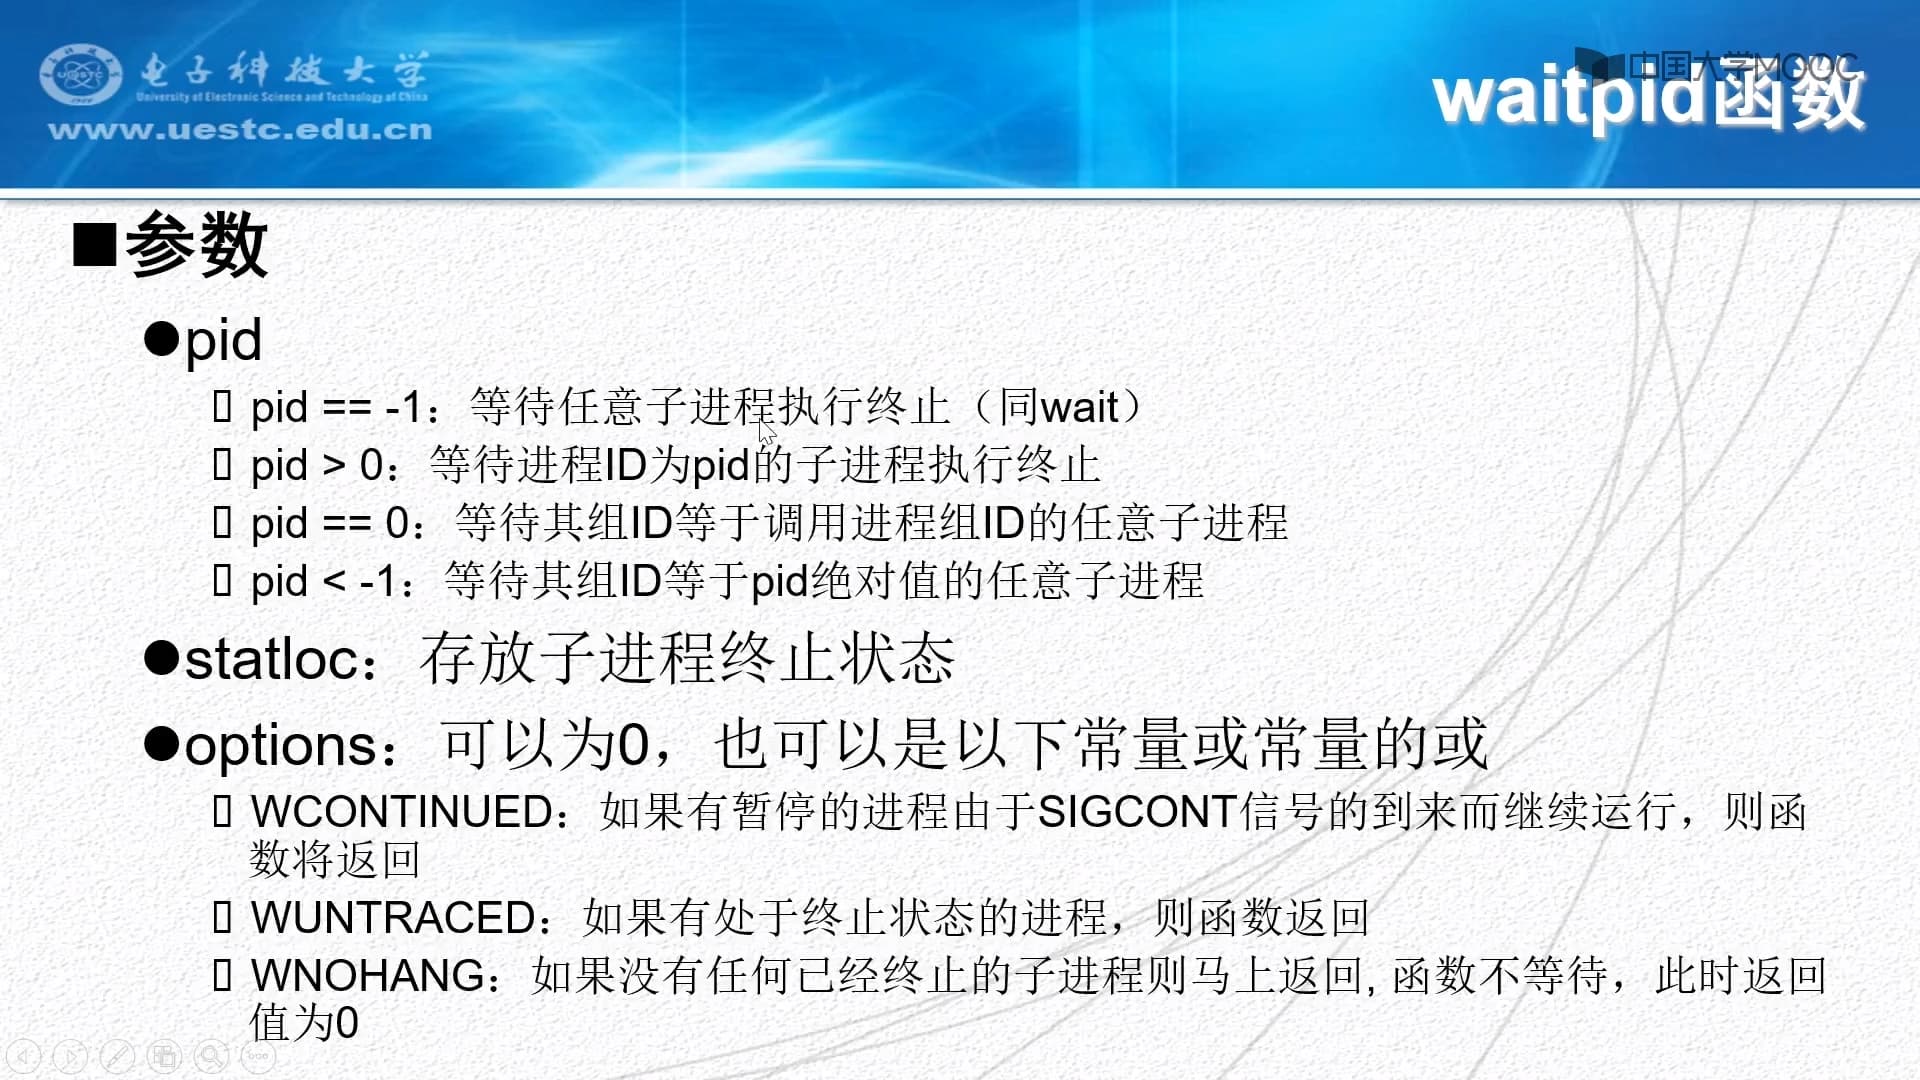 电子科技大学
University of Electronic Science and Technology of China
www.uestc.edu.cn
中国大学MOOC
waitpid函数
■参数
●pid
pid == -1：等待任意子进程执行终止（同wait）
pid > 0：等待进程ID为pid的子进程执行终止
pid == 0：等待其组ID等于调用进程组ID的任意子进程
pid < -1：等待其组ID等于pid绝对值的任意子进程
●statloc：存放子进程终止状态
●options：可以为0，也可以是以下常量或常量的或
WCONTINUED：如果有暂停的进程由于SIGCONT信号的到来而继续运行，则函
数将返回
WUNTRACED：如果有处于终止状态的进程，则函数返回
WNOHANG：如果没有任何已经终止的子进程则马上返回, 函数不等待，此时返回
值为0